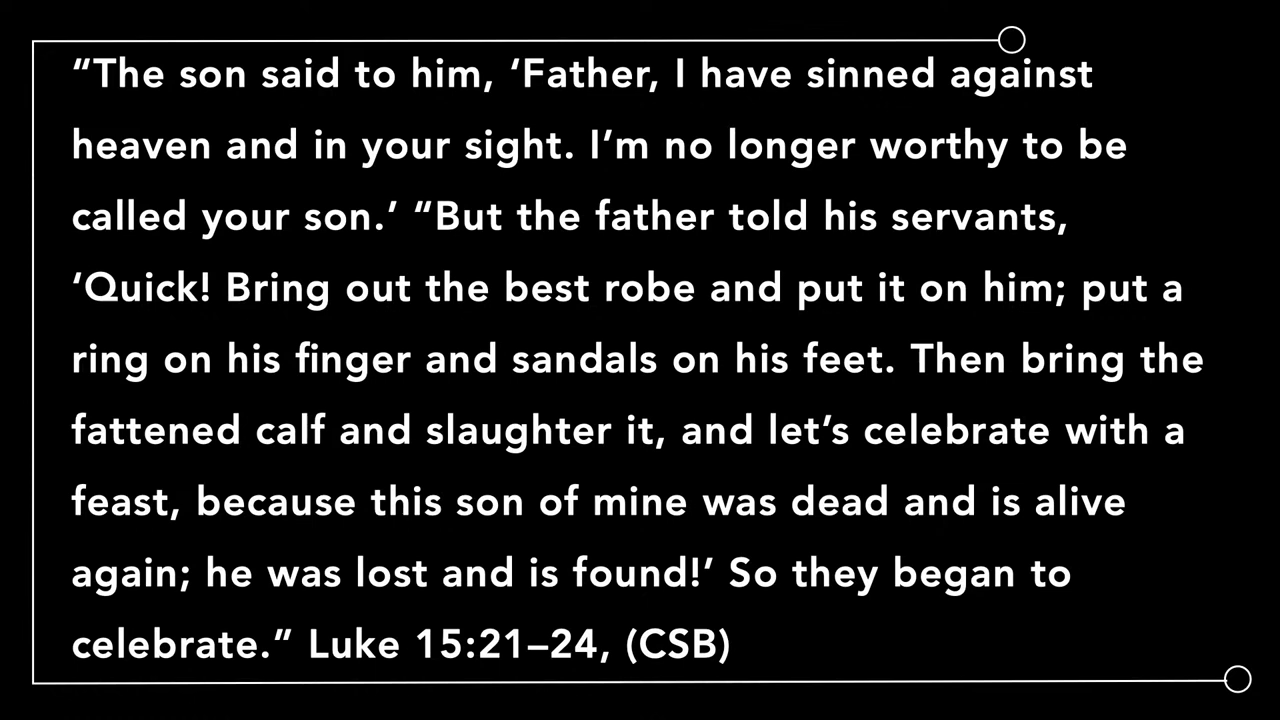 “The son said to him, ‘Father, I have sinned against
heaven and in your sight. I’m no longer worthy to be
called your son.’ “But the father told his servants,
‘Quick! Bring out the best robe and put it on him; put a
ring on his finger and sandals on his feet. Then bring the
fattened calf and slaughter it, and let’s celebrate with a
feast, because this son of mine was dead and is alive
again; he was lost and is found!’ So they began to
celebrate.” Luke 15:21–24, (CSB)